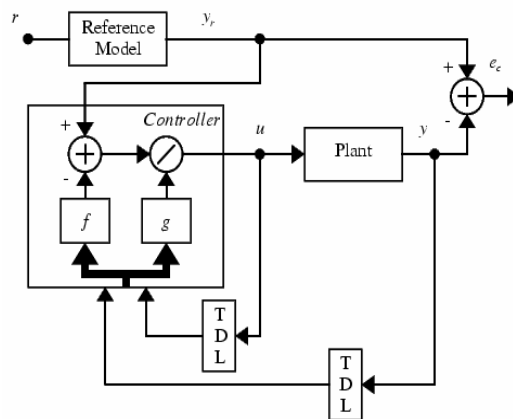 r
Reference
Model
y_r
+
-
e_c
+
Controller
+
-
u
Plant
y
f
g
T
D
L
T
D
L